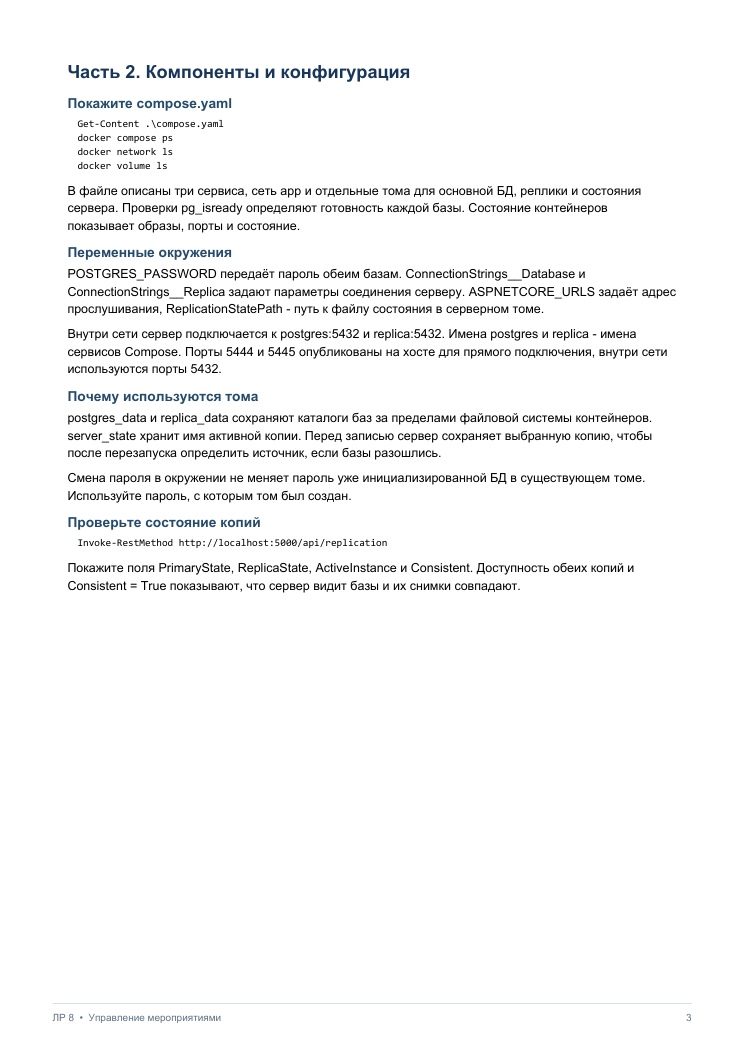 Часть 2. Компоненты и конфигурация
Покажите compose.yaml
Get-Content .\compose.yaml
docker compose ps
docker network ls
docker volume ls
В файле описаны три сервиса, сеть app и отдельные тома для основной БД, реплики и состояния
сервера. Проверки pg_isready определяют готовность каждой базы. Состояние контейнеров
показывает образы, порты и состояние.
Переменные окружения
POSTGRES_PASSWORD передаёт пароль обеим базам. ConnectionStrings__Database и
ConnectionStrings__Replica задают параметры соединения серверу. ASPNETCORE_URLS задаёт адрес
прослушивания, ReplicationStatePath - путь к файлу состояния в серверном томе.
Внутри сети сервер подключается к postgres:5432 и replica:5432. Имена postgres и replica - имена
сервисов Compose. Порты 5444 и 5445 опубликованы на хосте для прямого подключения, внутри сети
используются порты 5432.
Почему используются тома
postgres_data и replica_data сохраняют каталоги баз за пределами файловой системы контейнеров.
server_state хранит имя активной копии. Перед записью сервер сохраняет выбранную копию, чтобы
после перезапуска определить источник, если базы разошлись.
Смена пароля в окружении не меняет пароль уже инициализированной БД в существующем томе.
Используйте пароль, с которым том был создан.
Проверьте состояние копий
Invoke-RestMethod http://localhost:5000/api/replication
Покажите поля PrimaryState, ReplicaState, ActiveInstance и Consistent. Доступность обеих копий и
Consistent = True показывают, что сервер видит базы и их снимки совпадают.
ЛР 8 • Управление мероприятиями
3